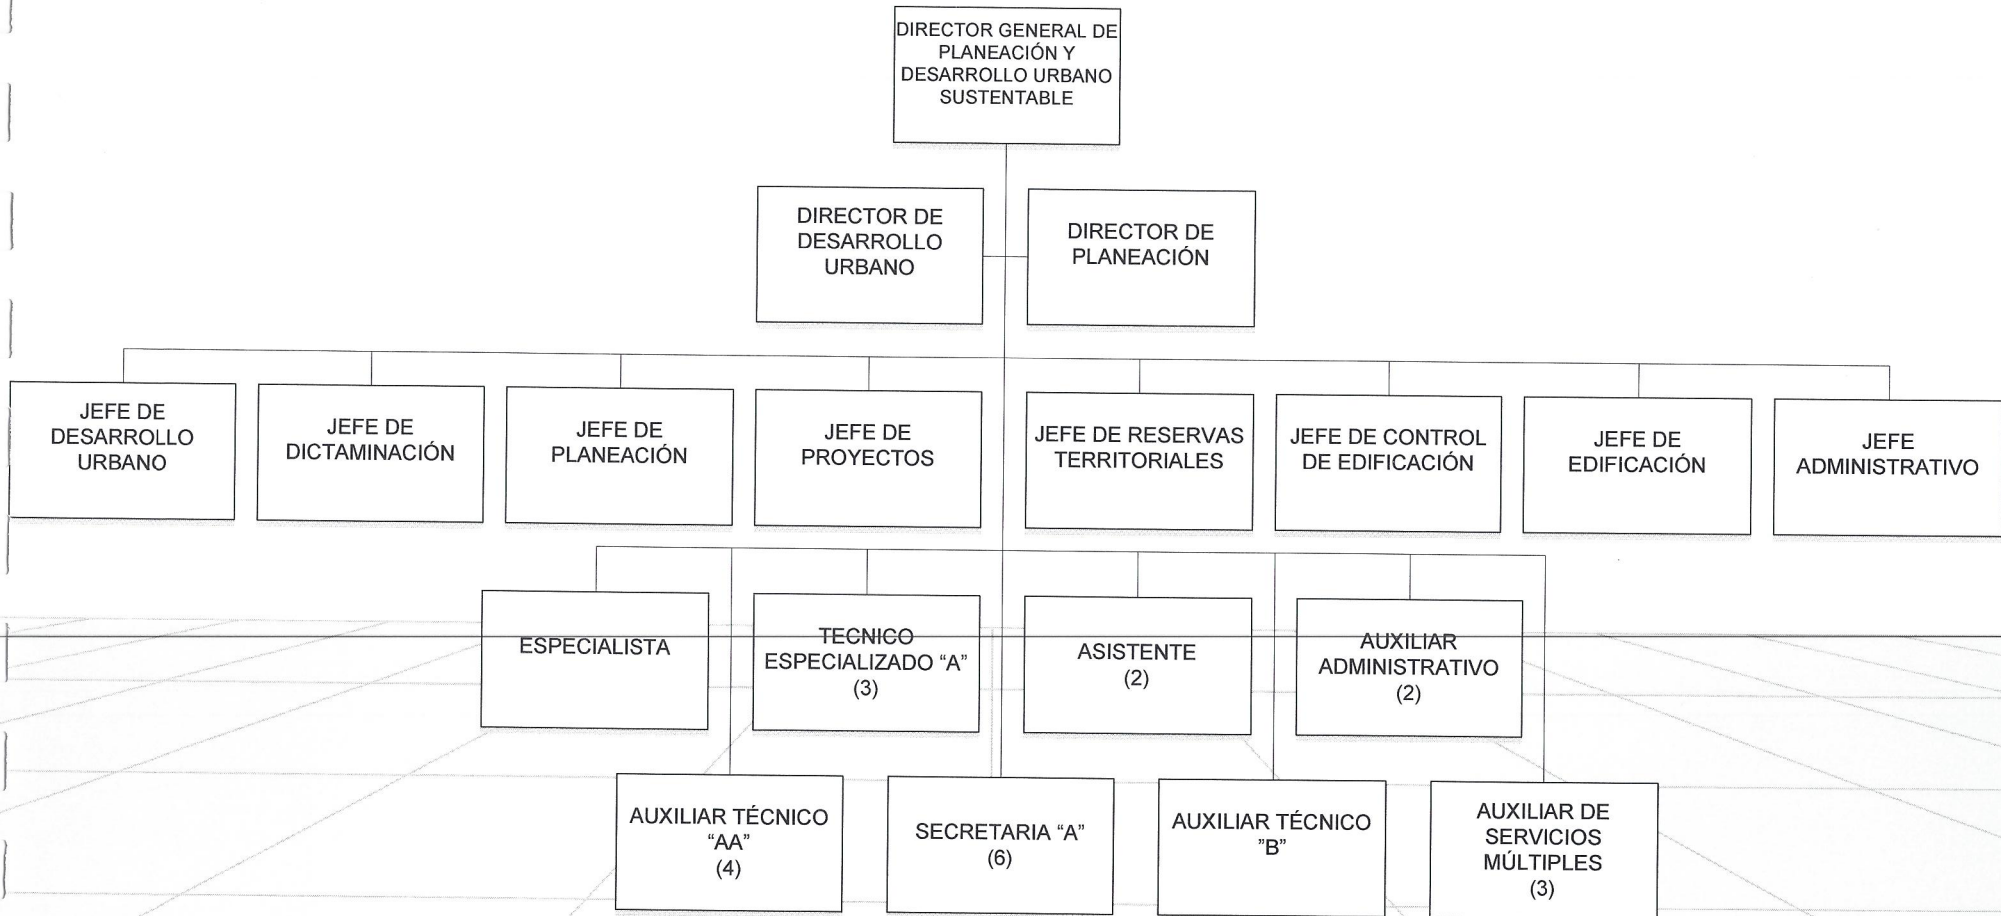 DIRECTOR GENERAL DE
PLANEACIÓN Y
DESARROLLO URBANO
SUSTENTABLE
DIRECTOR DE
DESARROLLO
URBANO
DIRECTOR DE
PLANEACIÓN
JEFE DE
DESARROLLO
URBANO
JEFE DE
DICTAMINACIÓN
JEFE DE
PLANEACIÓN
JEFE DE
PROYECTOS
JEFE DE RESERVAS
TERRITORIALES
JEFE DE CONTROL
DE EDIFICACIÓN
JEFE DE
EDIFICACIÓN
JEFE
ADMINISTRATIVO
ESPECIALISTA
TECNICO
ESPECIALIZADO “A”
(3)
ASISTENTE
(2)
AUXILIAR
ADMINISTRATIVO
(2)
AUXILIAR TÉCNICO
“AA”
(4)
SECRETARIA “A”
(6)
AUXILIAR TÉCNICO
”B”
AUXILIAR DE
SERVICIOS
MÚLTIPLES
(3)